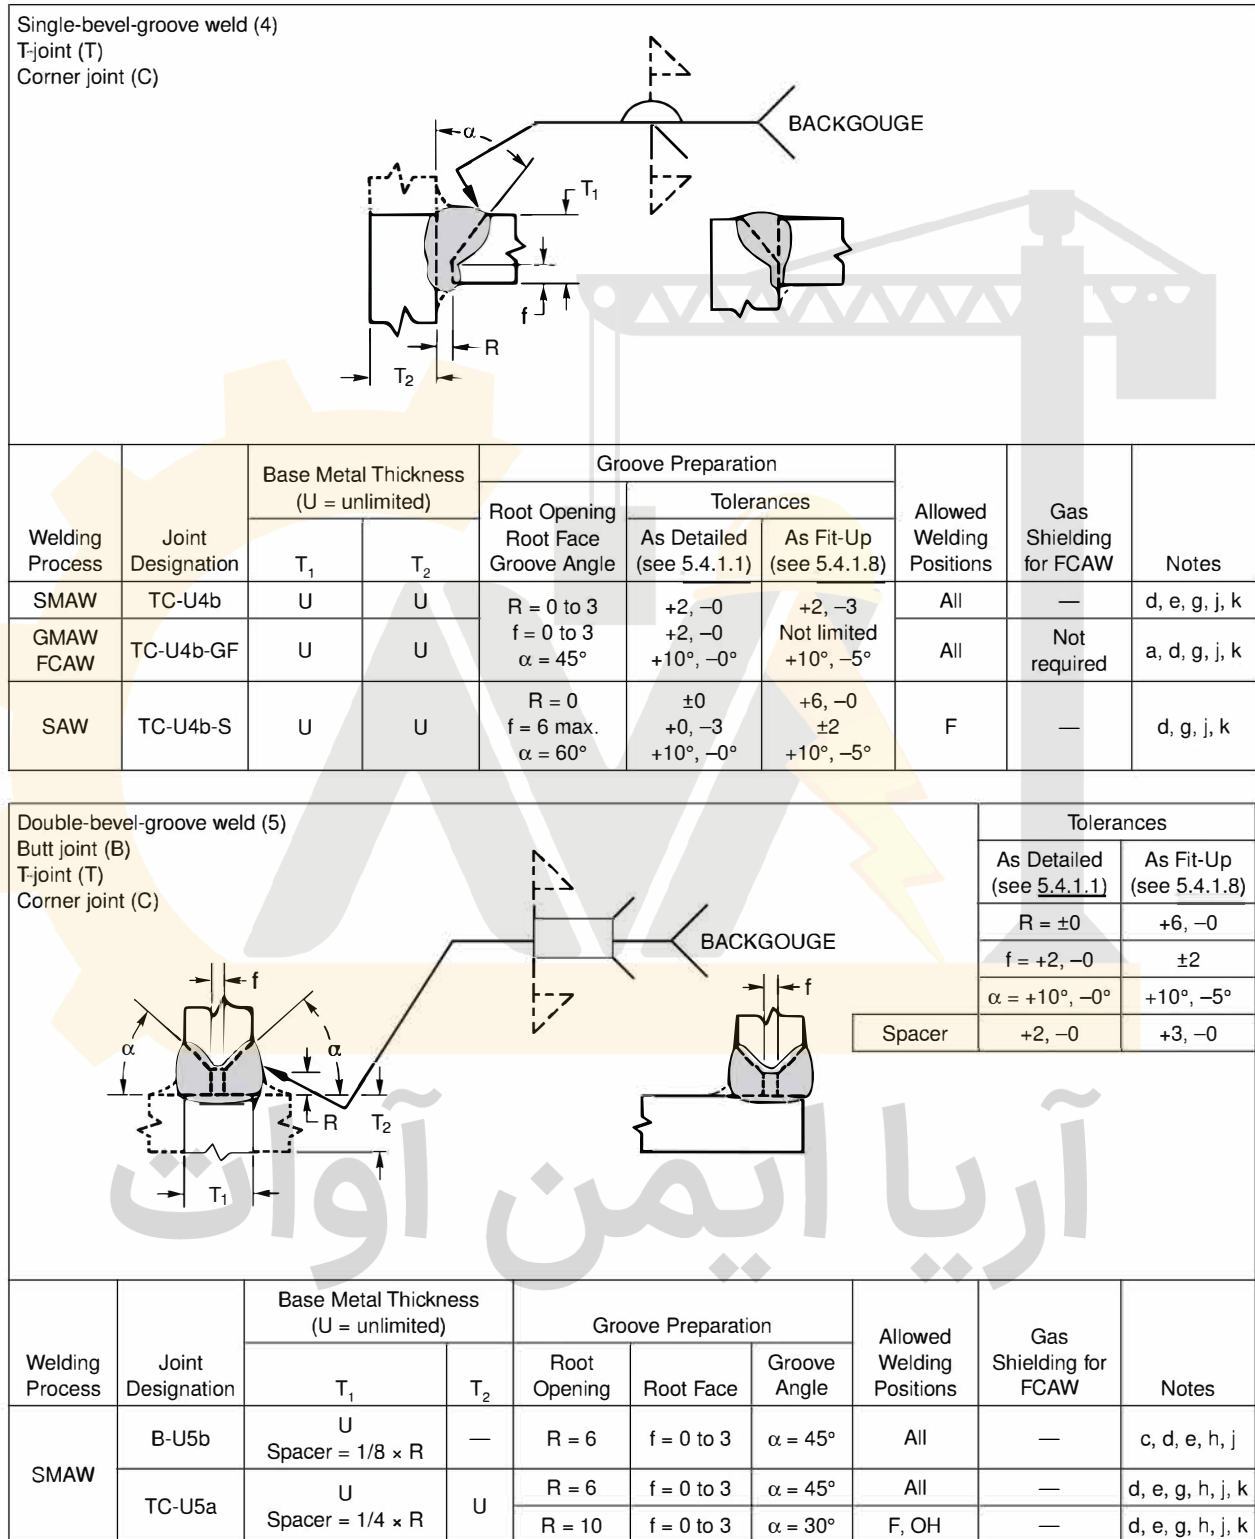 Single-bevel-groove weld (4)
T-joint (T)
Corner joint (C)
BACKGOUGE
α
T₁
f
R
T₂
Welding Process
Joint Designation
Base Metal Thickness (U = unlimited)
T₁
T₂
Groove Preparation
Root Opening
Root Face
Groove Angle
Tolerances
As Detailed (see 5.4.1.1)
As Fit-Up (see 5.4.1.8)
Allowed Welding Positions
Gas Shielding for FCAW
Notes
SMAW TC-U4b U U
R = 0 to 3 +2, –0 +2, –3
f = 0 to 3 +2, –0 Not limited
α = 45° +10°, –0° +10°, –5°
All — d, e, g, j, k
GMAW FCAW TC-U4b-GF U U
All Not required a, d, g, j, k
SAW TC-U4b-S U U
R = 0 ±0 +6, –0
f = 6 max. +0, –3 ±2
α = 60° +10°, –0° +10°, –5°
F — d, g, j, k
Double-bevel-groove weld (5)
Butt joint (B)
T-joint (T)
Corner joint (C)
BACKGOUGE
Tolerances
As Detailed (see 5.4.1.1)
As Fit-Up (see 5.4.1.8)
R = ±0 +6, –0
f = +2, –0 ±2
α = +10°, –0° +10°, –5°
Spacer +2, –0 +3, –0
f
f
α
α
R
T₂
T₁
آریا ایمن آوات
Welding Process
Joint Designation
Base Metal Thickness (U = unlimited)
T₁
T₂
Groove Preparation
Root Opening
Root Face
Groove Angle
Allowed Welding Positions
Gas Shielding for FCAW
Notes
SMAW
B-U5b
U
Spacer = 1/8 × R
—
R = 6 f = 0 to 3 α = 45° All — c, d, e, h, j
TC-U5a
U
Spacer = 1/4 × R
U
R = 6 f = 0 to 3 α = 45° All — d, e, g, h, j, k
R = 10 f = 0 to 3 α = 30° F, OH — d, e, g, h, j, k